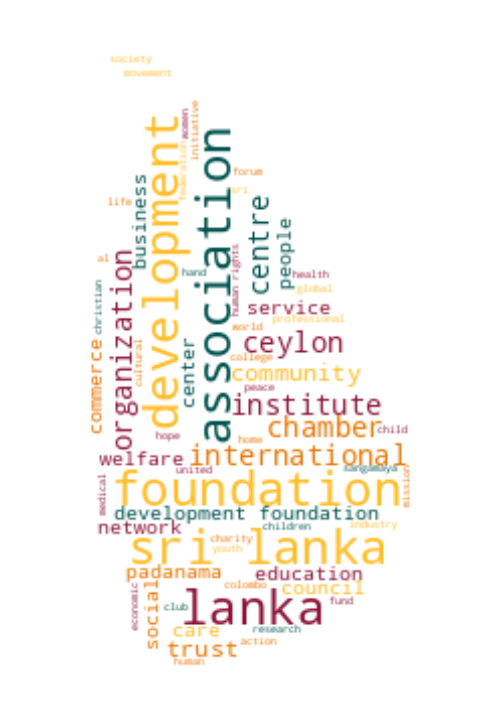 society
movement
development
women
initiative
federation
association
forum
sri
life
business
centre
people
al
hand
human rights
health
global
christian
organization
service
professional
world
commerce
cultural
center
ceylon
college
community
peace
institute
chamber
child
hope
home
welfare
international
united
sangamaya
mission
medical
foundation
development foundation
network
children
industry
sri lanka
charity
youth
padanama
education
economic
social
colombo
council
club
lanka
fund
care
research
trust
action
human